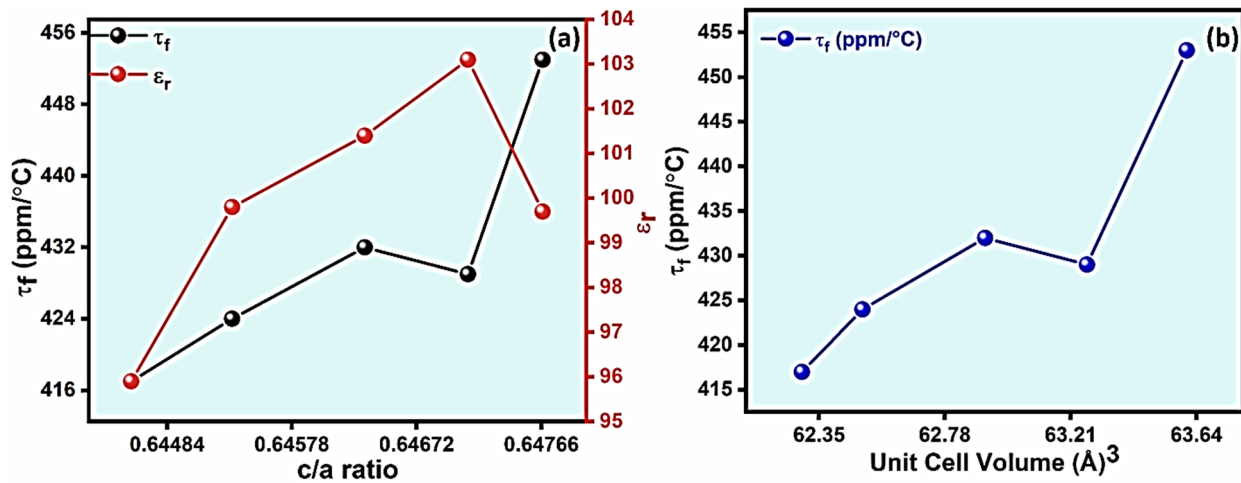 (a)
τf
εr
456
448
440
432
424
416
τf (ppm/°C)
104
103
102
101
100
99
98
97
96
95
εr
0.64484 0.64578 0.64672 0.64766
c/a ratio
(b)
τf (ppm/°C)
455
450
445
440
435
430
425
420
415
τf (ppm/°C)
62.35 62.78 63.21 63.64
Unit Cell Volume (Å)3